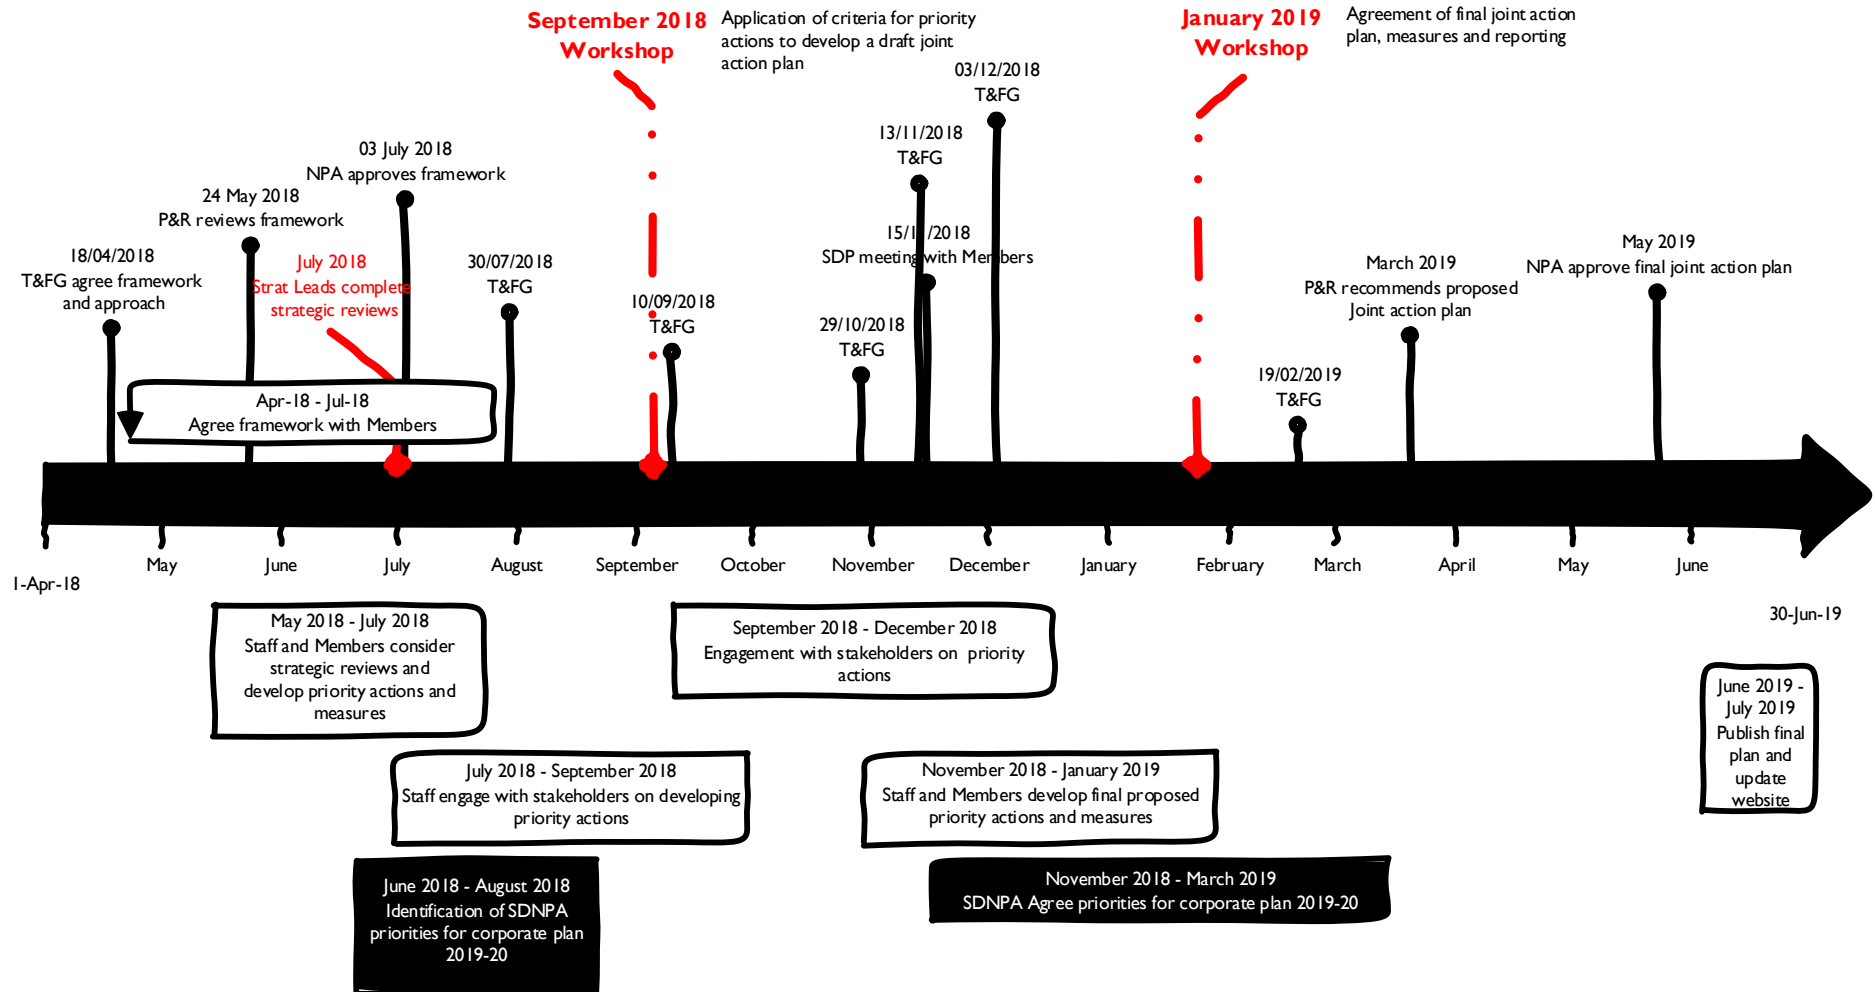 September 2018
Workshop
Application of criteria for priority
actions to develop a draft joint
action plan
January 2019
Workshop
Agreement of final joint action
plan, measures and reporting
03/12/2018
T&FG
13/11/2018
T&FG
03 July 2018
NPA approves framework
24 May 2018
P&R reviews framework
18/04/2018
T&FG agree framework
and approach
July 2018
Strat Leads complete
strategic reviews
30/07/2018
T&FG
10/09/2018
T&FG
29/10/2018
T&FG
15/11/2018
SDP meeting with Members
19/02/2019
T&FG
March 2019
P&R recommends proposed
Joint action plan
May 2019
NPA approve final joint action plan
Apr-18 - Jul-18
Agree framework with Members
1-Apr-18
May
June
July
August
September
October
November
December
January
February
March
April
May
June
30-Jun-19
May 2018 - July 2018
Staff and Members consider
strategic reviews and
develop priority actions and
measures
September 2018 - December 2018
Engagement with stakeholders on priority
actions
June 2019 -
July 2019
Publish final
plan and
update
website
July 2018 - September 2018
Staff engage with stakeholders on developing
priority actions
November 2018 - January 2019
Staff and Members develop final proposed
priority actions and measures
June 2018 - August 2018
Identification of SDNPA
priorities for corporate plan
2019-20
November 2018 - March 2019
SDNPA Agree priorities for corporate plan 2019-20